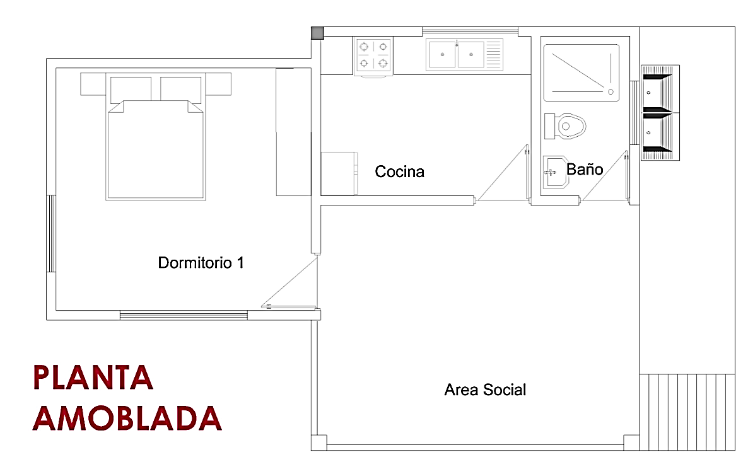 Cocina
Baño
Dormitorio 1
Area Social
PLANTA
AMOBLADA